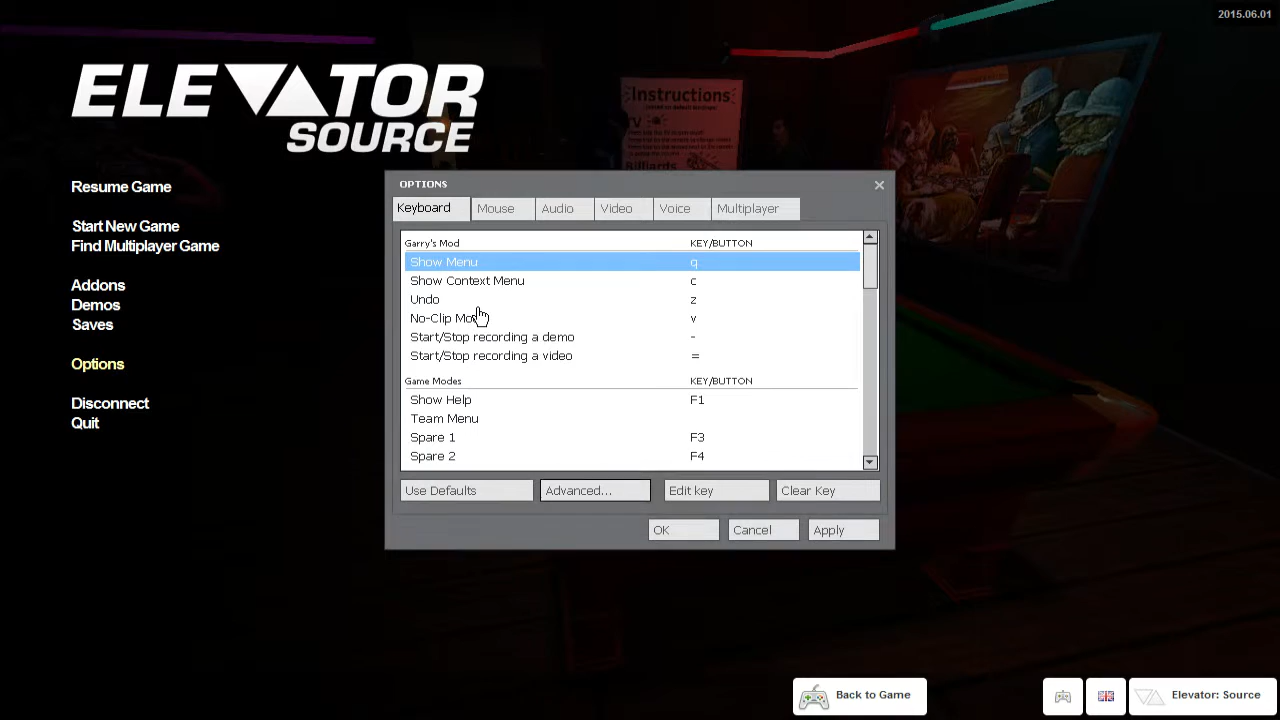 2015.06.01
ELEVATOR
SOURCE
Instructions
Billiards
Resume Game
Start New Game
Find Multiplayer Game
Addons
Demos
Saves
Options
Disconnect
Quit
OPTIONS
Keyboard Mouse Audio Video Voice Multiplayer
Garry's Mod KEY/BUTTON
Show Menu q
Show Context Menu c
Undo z
No-Clip v
Start/Stop recording a demo -
Start/Stop recording a video =
Game Modes KEY/BUTTON
Show Help F1
Team Menu
Spare 1 F3
Spare 2 F4
Use Defaults Advanced... Edit key Clear Key
OK Cancel Apply
Back to Game
Elevator: Source